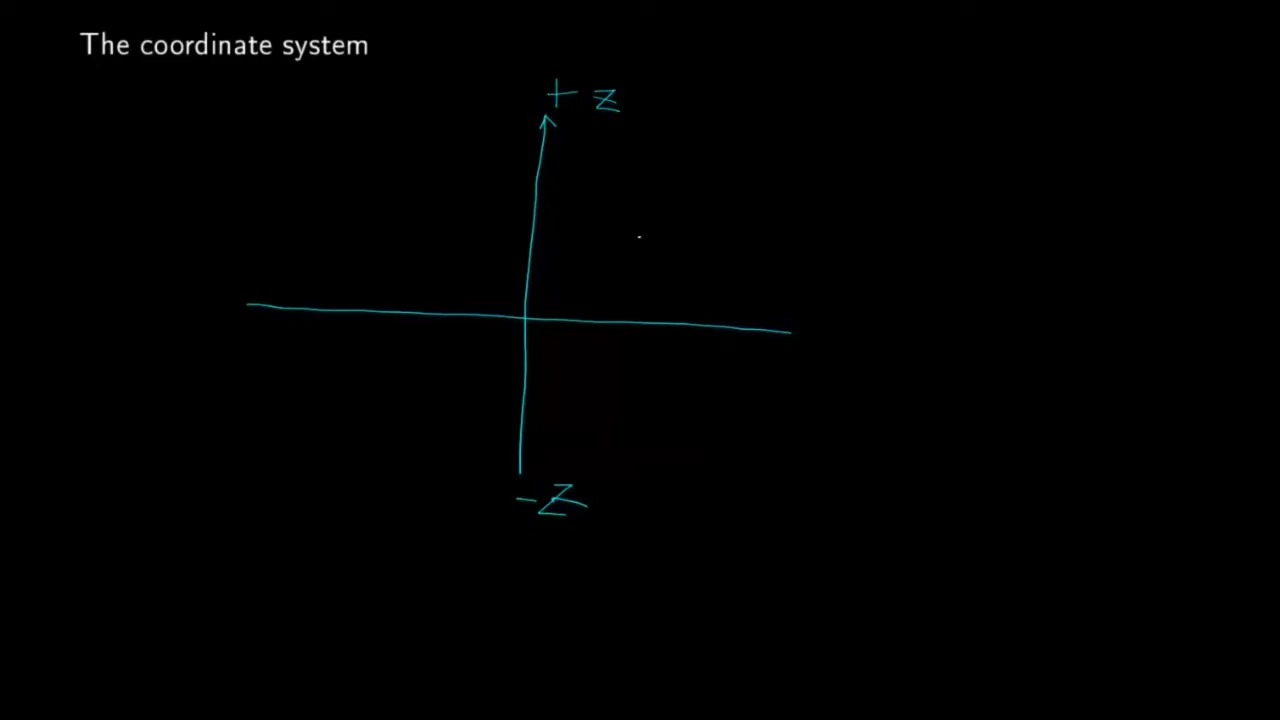 The coordinate system
+ z
- z